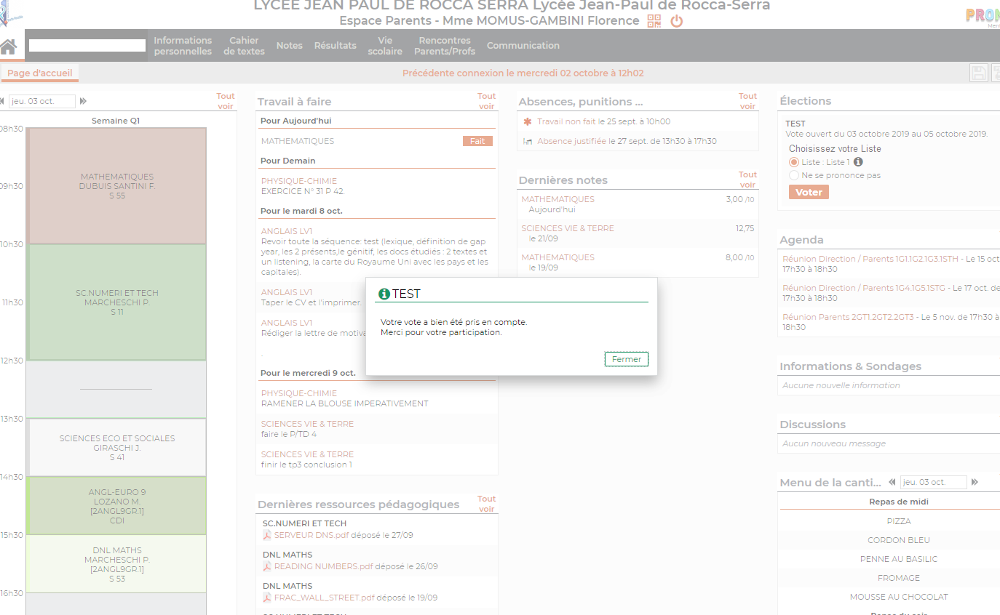 LYCEE JEAN PAUL DE ROCCA SERRA Lycée Jean-Paul de Rocca-Serra
Espace Parents - Mme MOMUS-GAMBINI Florence
Informations personnelles
Cahier de textes
Notes
Résultats
Vie scolaire
Rencontres Parents/Profs
Communication
Page d'accueil
Précédente connexion le mercredi 02 octobre à 12h02
jeu. 03 oct.
Tout voir
Semaine Q1
08h30
MATHEMATIQUES
DUBUIS SANTINI F.
S 55
09h30
10h30
SC.NUMERI ET TECH
MARCHESCHI P.
S 11
11h30
12h30
13h30
SCIENCES ECO ET SOCIALES
GIRASCHI J.
S 41
14h30
ANGL-EURO 9
LOZANO M.
[2ANGL9GR.1]
CDI
15h30
DNL MATHS
MARCHESCHI P.
[2ANGL9GR.1]
S 53
16h30
Travail à faire
Tout voir
Pour Aujourd'hui
MATHEMATIQUES
Fait
Pour Demain
PHYSIQUE-CHIMIE
EXERCICE N° 31 P 42.
Pour le mardi 8 oct.
ANGLAIS LV1
Revoir toute la séquence: test (lexique, définition de gap
year, les 2 présents,le génitif, les docs étudiés : 2 textes et
un listening, la carte du Royaume Uni avec les pays et les
capitales).
ANGLAIS LV1
Taper le CV et l'imprimer.
ANGLAIS LV1
Rédiger la lettre de motiva
.
Pour le mercredi 9 oct.
PHYSIQUE-CHIMIE
RAMENER LA BLOUSE IMPERATIVEMENT
SCIENCES VIE & TERRE
faire le P/TD 4
SCIENCES VIE & TERRE
finir le tp3 conclusion 1
Dernières ressources pédagogiques
Tout voir
SC.NUMERI ET TECH
SERVEUR DNS.pdf déposé le 27/09
DNL MATHS
READING NUMBERS.pdf déposé le 26/09
DNL MATHS
FRAC_WALL_STREET.pdf déposé le 19/09
Absences, punitions ...
Tout voir
Travail non fait le 25 sept. à 10h00
Absence justifiée le 27 sept. de 13h30 à 17h30
Dernières notes
Tout voir
MATHEMATIQUES 3,00 /10
Aujourd'hui
SCIENCES VIE & TERRE 12,75
le 21/09
MATHEMATIQUES 8,00 /10
le 19/09
TEST
Votre vote a bien été pris en compte.
Merci pour votre participation.
Fermer
Élections
TEST
Vote ouvert du 03 octobre 2019 au 05 octobre 2019.
Choisissez votre Liste
Liste : Liste 1
Ne se prononce pas
Voter
Agenda
Réunion Direction / Parents 1G1.1G2.1G3.1STH - Le 15 oct
17h30 à 18h30
Réunion Direction / Parents 1G4.1G5.1STG - Le 17 oct. de
17h30 à 18h30
Réunion Parents 2GT1.2GT2.2GT3 - Le 5 nov. de 17h30 à
18h30
Informations & Sondages
Aucune nouvelle information
Discussions
Aucun nouveau message
Menu de la canti...
jeu. 03 oct.
Repas de midi
PIZZA
CORDON BLEU
PENNE AU BASILIC
FROMAGE
MOUSSE AU CHOCOLAT